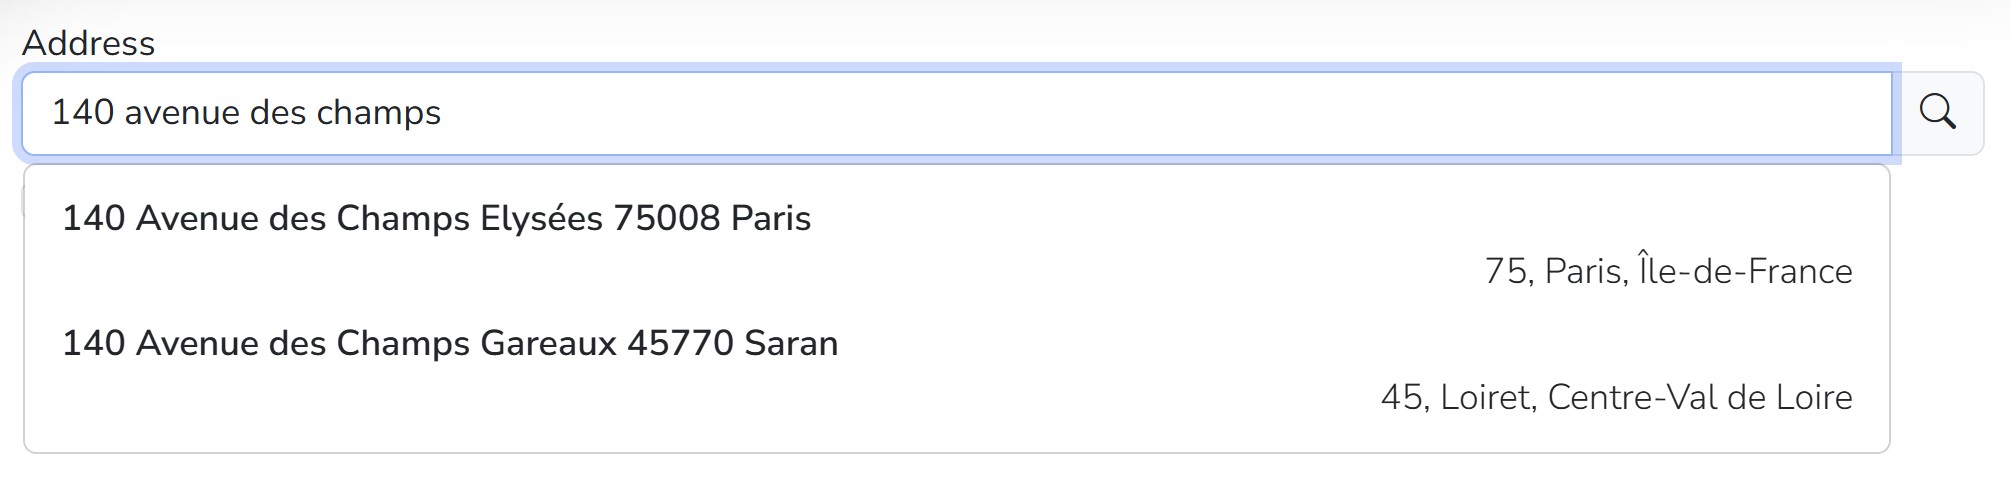 Address
140 avenue des champs
140 Avenue des Champs Elysées 75008 Paris
75, Paris, Île-de-France
140 Avenue des Champs Gareaux 45770 Saran
45, Loiret, Centre-Val de Loire